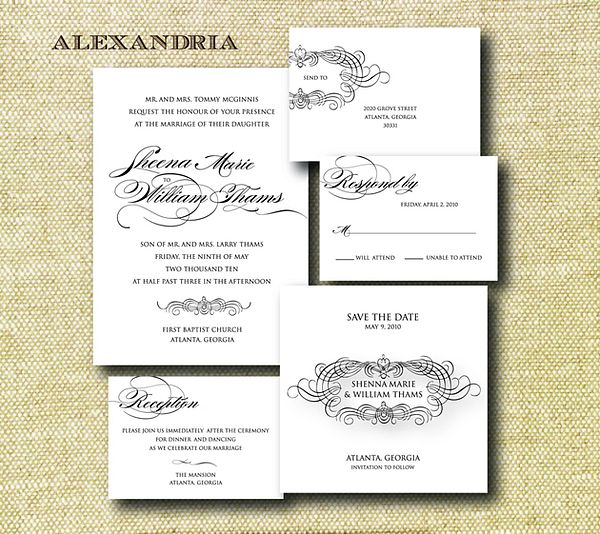 ALEXANDRIA
MR. AND MRS. TOMMY MCGINNIS
REQUEST THE HONOUR OF YOUR PRESENCE
AT THE MARRIAGE OF THEIR DAUGHTER
Sheena Marie
TO
William Thams
SON OF MR. AND MRS. LARRY THAMS
FRIDAY, THE NINTH OF MAY
TWO THOUSAND TEN
AT HALF PAST THREE IN THE AFTERNOON
FIRST BAPTIST CHURCH
ATLANTA, GEORGIA
SEND TO
2020 GROVE STREET
ATLANTA, GEORGIA
30331
Respond by
FRIDAY, APRIL 2, 2010
M
WILL ATTEND UNABLE TO ATTEND
SAVE THE DATE
MAY 9, 2010
SHENNA MARIE
& WILLIAM THAMS
ATLANTA, GEORGIA
INVITATION TO FOLLOW
Reception
PLEASE JOIN US IMMEDIATELY AFTER THE CEREMONY
FOR DINNER AND DANCING
AS WE CELEBRATE OUR MARRIAGE
THE MANSION
ATLANTA, GEORGIA